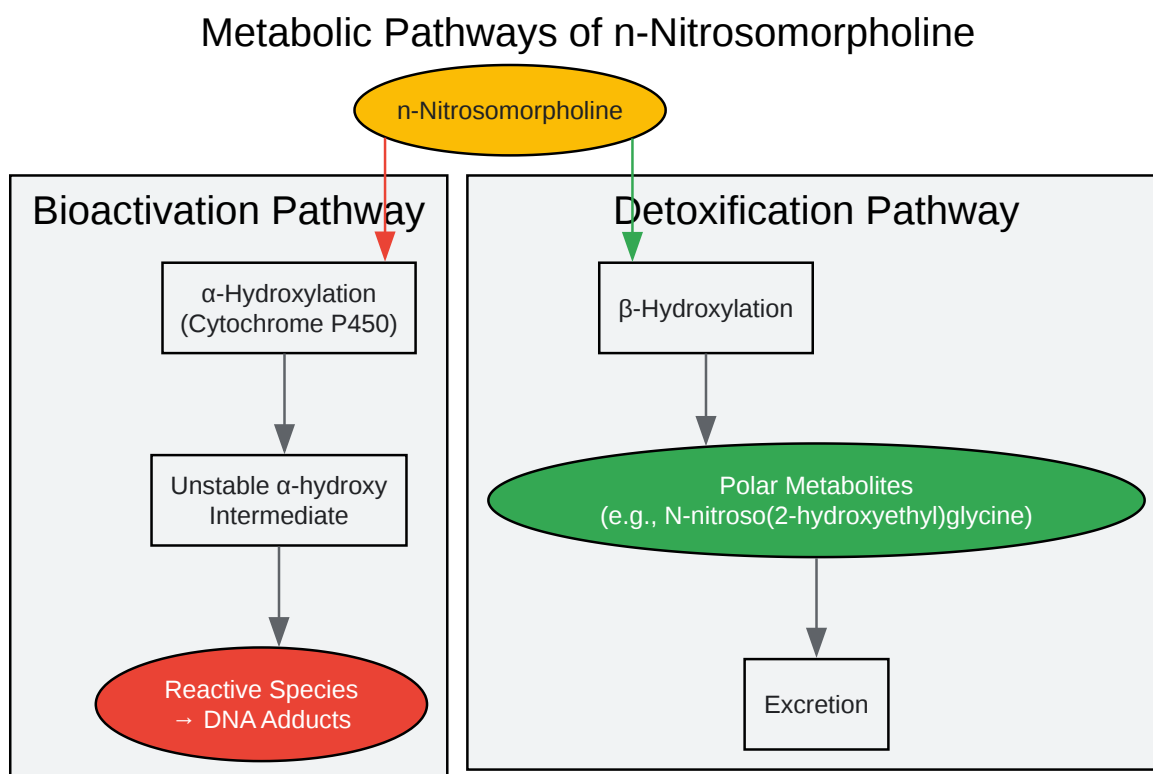 Metabolic Pathways of n-Nitrosomorpholine
n-Nitrosomorpholine
Bioactivation Pathway
α-Hydroxylation
(Cytochrome P450)
Unstable α-hydroxy
Intermediate
Reactive Species
→ DNA Adducts
Detoxification Pathway
β-Hydroxylation
Polar Metabolites
(e.g., N-nitroso(2-hydroxyethyl)glycine)
Excretion